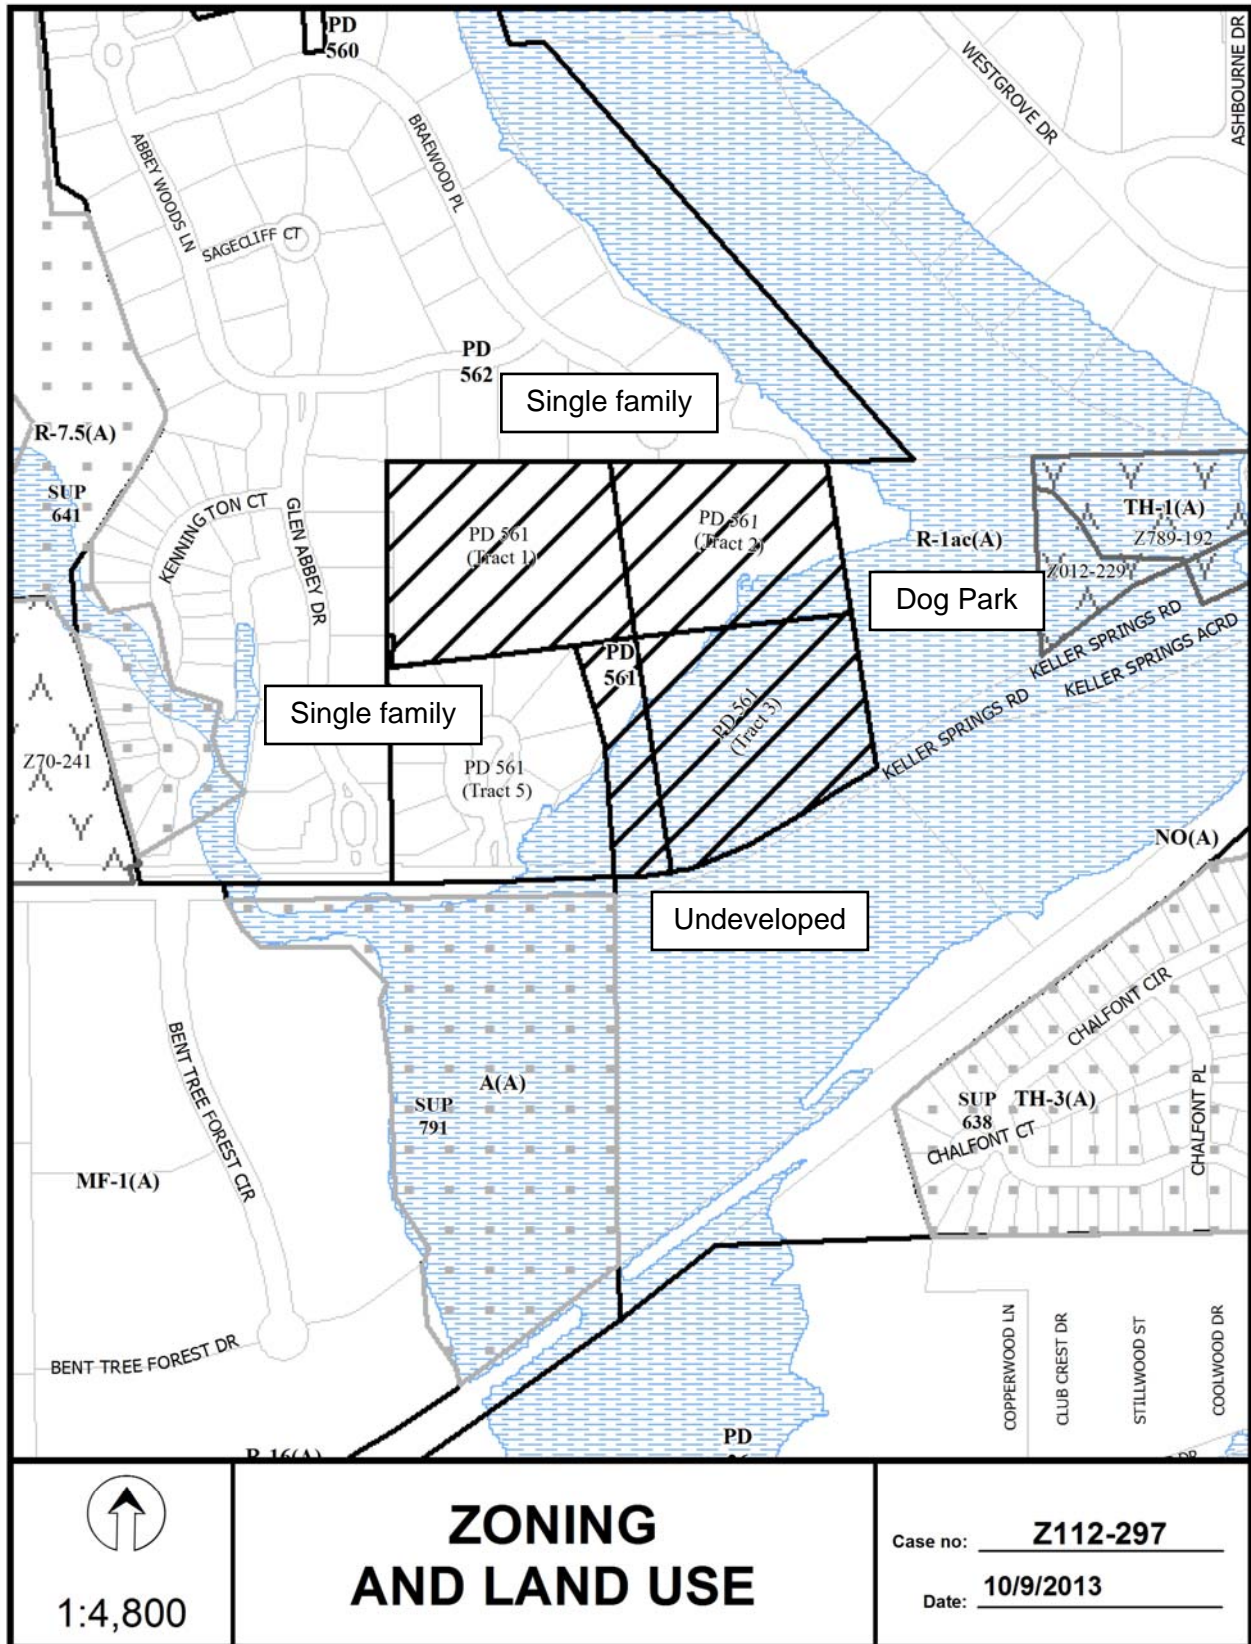 PD
560
WESTGROVE DR
ASHBOURNE DR
ABBEY WOODS LN
BRAEWOOD PL
SAGECLIFF CT
PD
562
Single family
R-7.5(A)
SUP
641
KENNINGTON CT
GLEN ABBEY DR
PD 561
(Tract 1)
PD 561
(Tract 2)
R-1ac(A)
TH-1(A)
Z789-192
Z012-229
Dog Park
KELLER SPRINGS RD
KELLER SPRINGS ACRD
KELLER SPRINGS RD
PD
561
Single family
PD 561
(Tract 3)
Z70-241
PD 561
(Tract 5)
NO(A)
Undeveloped
BENT TREE FOREST CIR
A(A)
SUP
791
CHALFONT CIR
SUP
638
TH-3(A)
CHALFONT CT
CHALFONT PL
MF-1(A)
BENT TREE FOREST DR
COPPERWOOD LN
CLUB CREST DR
STILLWOOD ST
COOLWOOD DR
R-16(A)
PD
DR
1:4,800
ZONING
AND LAND USE
Case no: Z112-297
Date: 10/9/2013